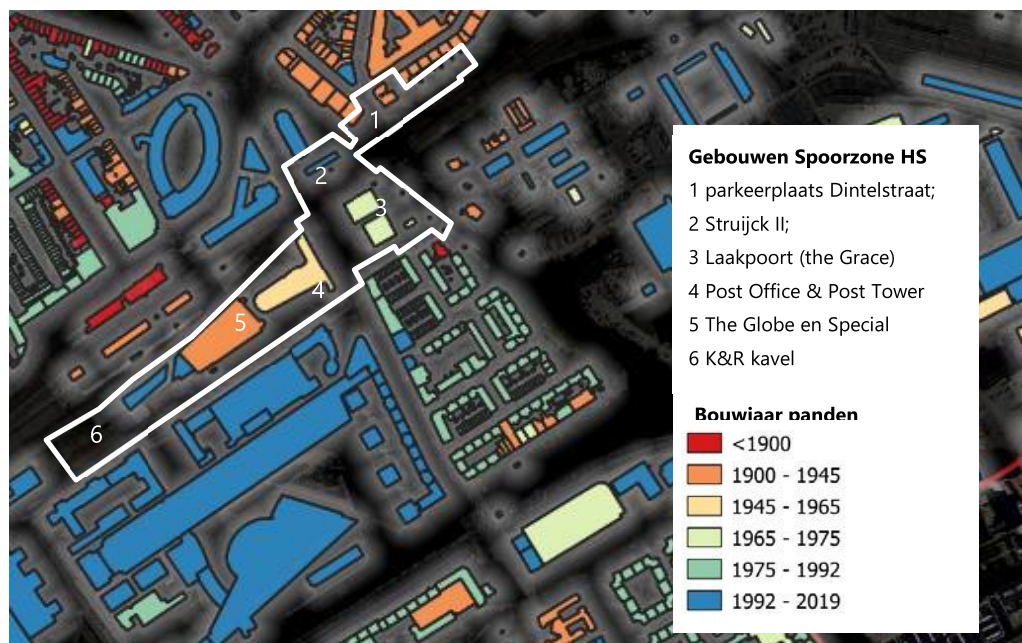 1
2
3
4
5
6
Gebouwen Spoorzone HS
1 parkeerplaats Dintelstraat;
2 Struijck II;
3 Laakpoort (the Grace)
4 Post Office & Post Tower
5 The Globe en Special
6 K&R kavel
Bouwjaar panden
<1900
1900 - 1945
1945 - 1965
1965 - 1975
1975 - 1992
1992 - 2019